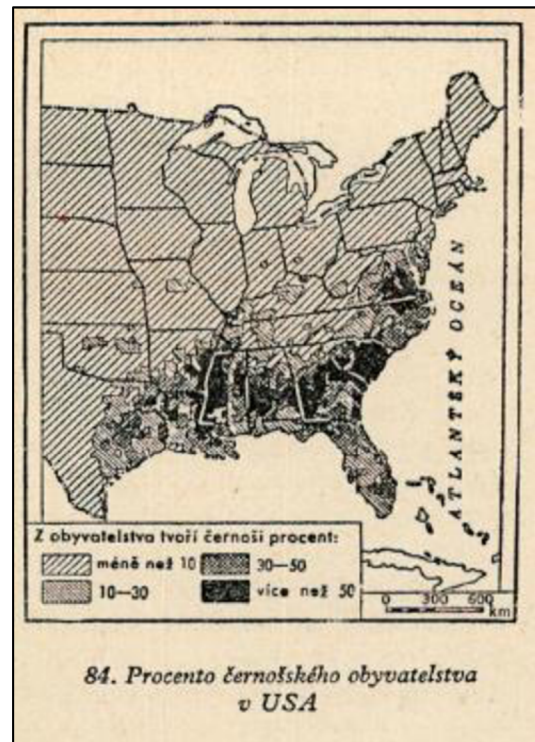 ATLANTSKÝ OCEÁN
Z obyvatelstva tvoří černoši procent:
méně než 10
30—50
10—30
více než 50
0 300 600
km
84. Procento černošského obyvatelstva
v USA